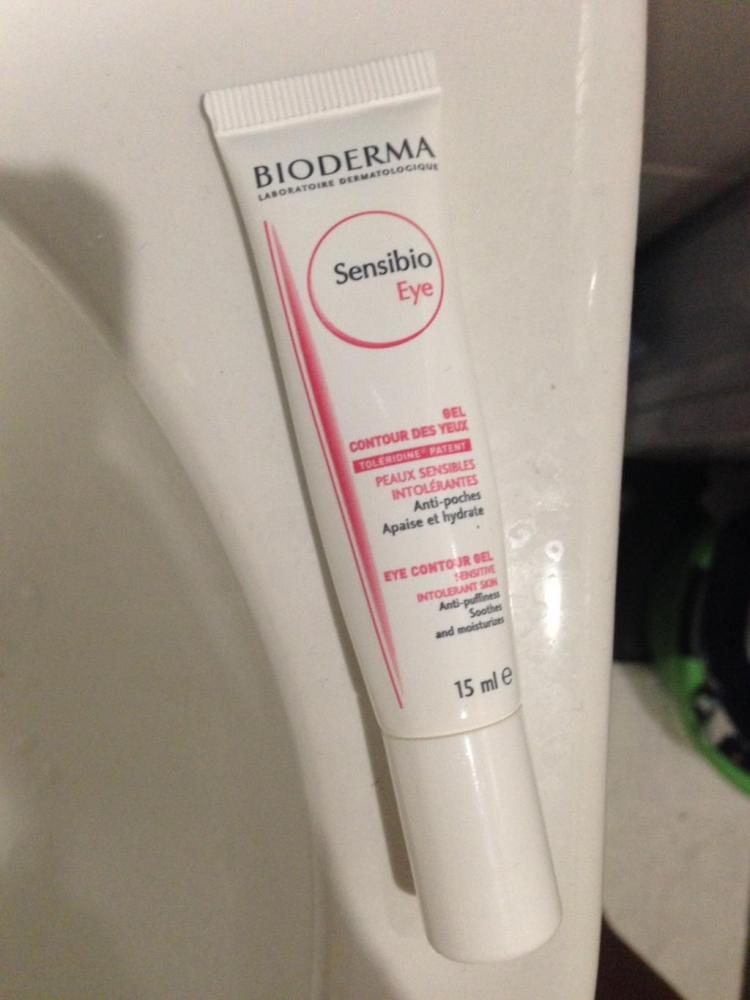 BIODERMA
LABORATOIRE DERMATOLOGIQUE
Sensibio
Eye
GEL
CONTOUR DES YEUX
TOLERIDINE® PATENT
PEAUX SENSIBLES
INTOLÉRANTES
Anti-poches
Apaise et hydrate
EYE CONTOUR GEL
SENSITIVE
INTOLERANT SKIN
Anti-puffiness
Soothes
and moisturizes
15 ml e